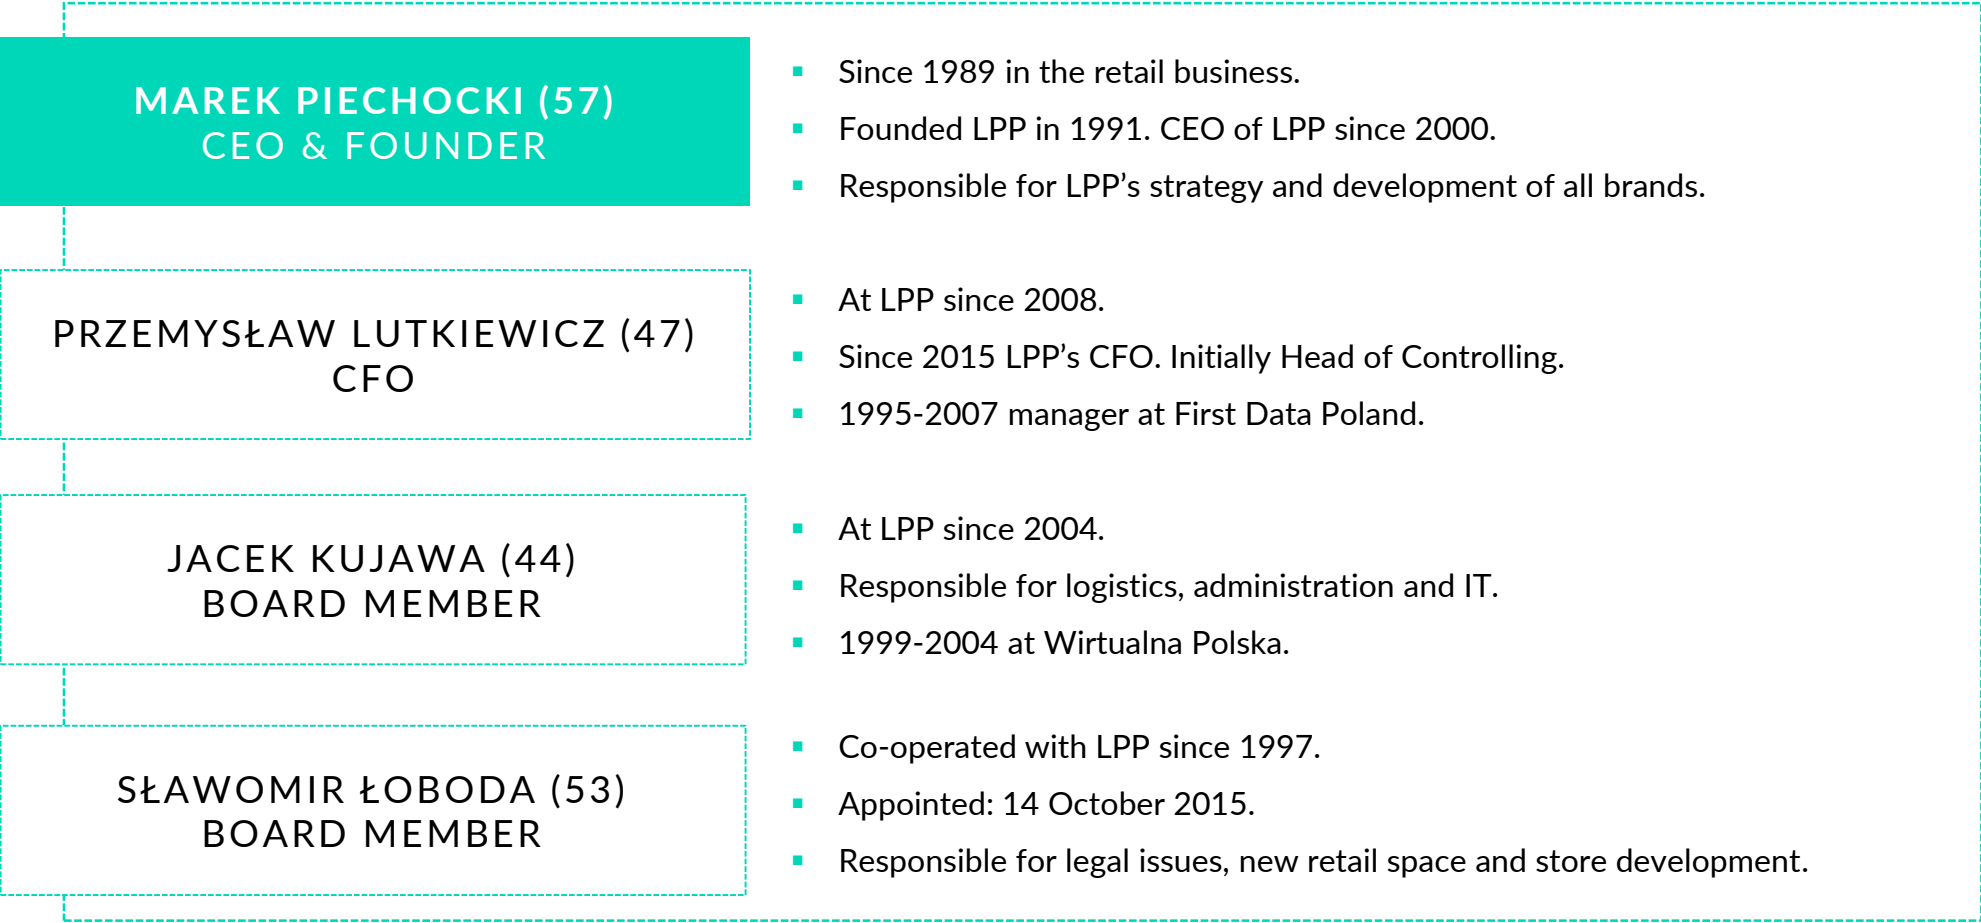 MAREK PIECHOCKI (57)
CEO & FOUNDER
▪ Since 1989 in the retail business.
▪ Founded LPP in 1991. CEO of LPP since 2000.
▪ Responsible for LPP’s strategy and development of all brands.
PRZEMYSŁAW LUTKIEWICZ (47)
CFO
▪ At LPP since 2008.
▪ Since 2015 LPP’s CFO. Initially Head of Controlling.
▪ 1995-2007 manager at First Data Poland.
JACEK KUJAWA (44)
BOARD MEMBER
▪ At LPP since 2004.
▪ Responsible for logistics, administration and IT.
▪ 1999-2004 at Wirtualna Polska.
SŁAWOMIR ŁOBODA (53)
BOARD MEMBER
▪ Co-operated with LPP since 1997.
▪ Appointed: 14 October 2015.
▪ Responsible for legal issues, new retail space and store development.